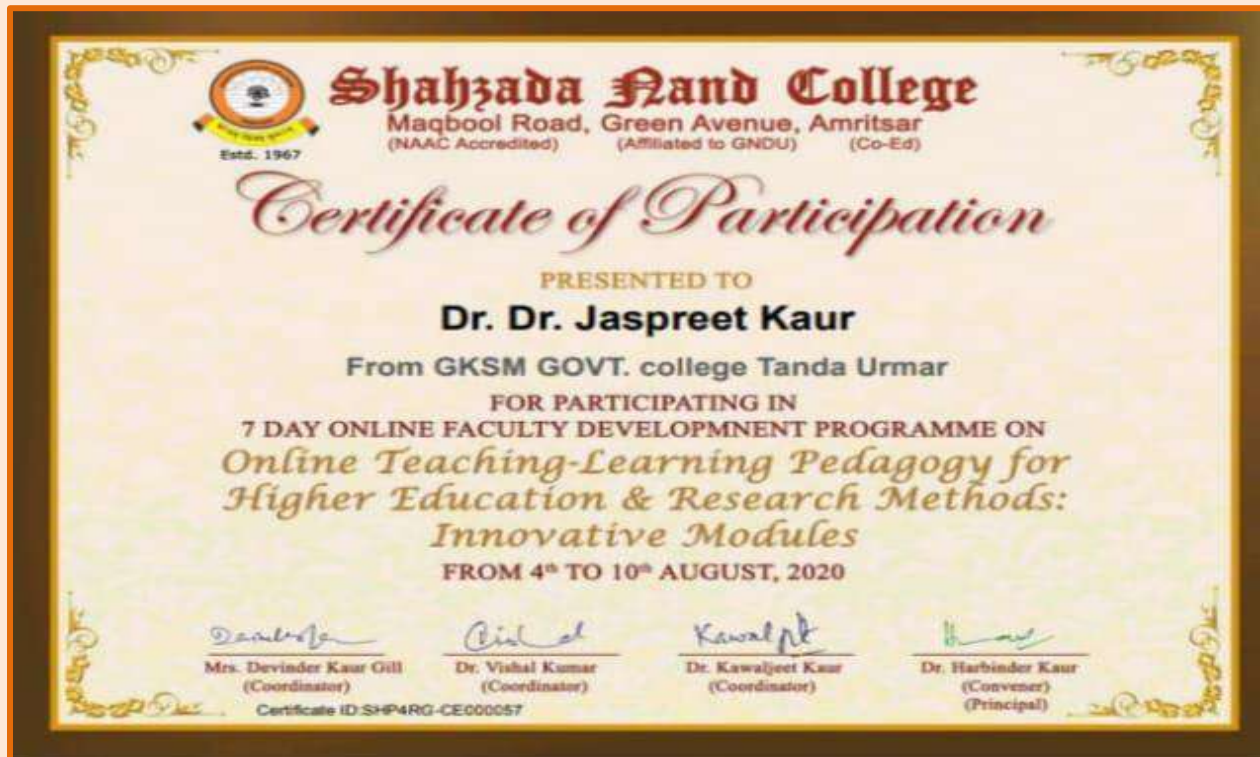 Shahzada Nand College
Maqbool Road, Green Avenue, Amritsar
(NAAC Accredited) (Affiliated to GNDU) (Co-Ed)
Estd. 1967
Certificate of Participation
PRESENTED TO
Dr. Dr. Jaspreet Kaur
From GKSM GOVT. college Tanda Urmar
FOR PARTICIPATING IN
7 DAY ONLINE FACULTY DEVELOPMNENT PROGRAMME ON
Online Teaching-Learning Pedagogy for
Higher Education & Research Methods:
Innovative Modules
FROM 4th TO 10th AUGUST, 2020
Mrs. Devinder Kaur Gill Dr. Vishal Kumar Dr. Kawaljeet Kaur Dr. Harbinder Kaur
(Coordinator) (Coordinator) (Coordinator) (Convener)
(Principal)
Certificate ID:SHP4RG-CE000057